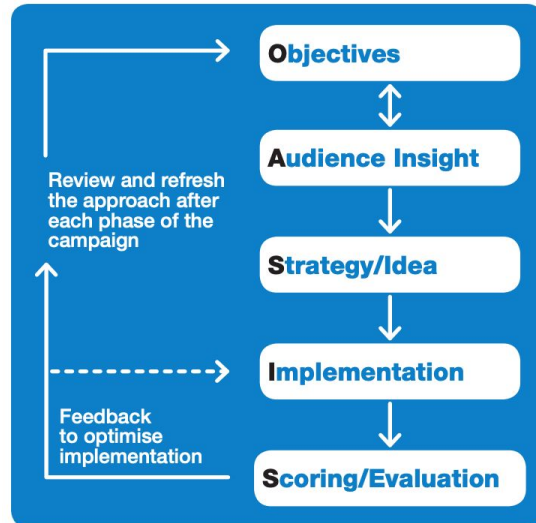 Objectives
Audience Insight
Review and refresh
the approach after
each phase of the
campaign
Strategy/Idea
Implementation
Feedback
to optimise
implementation
Scoring/Evaluation